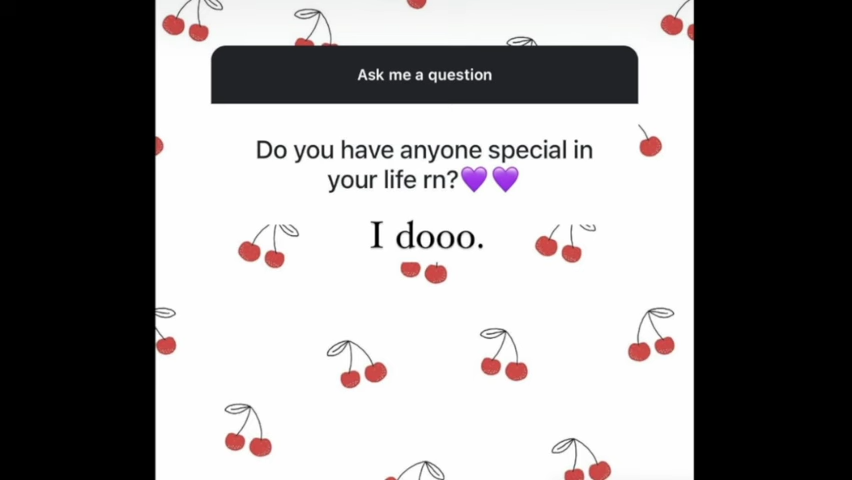 Ask me a question
Do you have anyone special in
your life rn?💜 💜
I dooo.